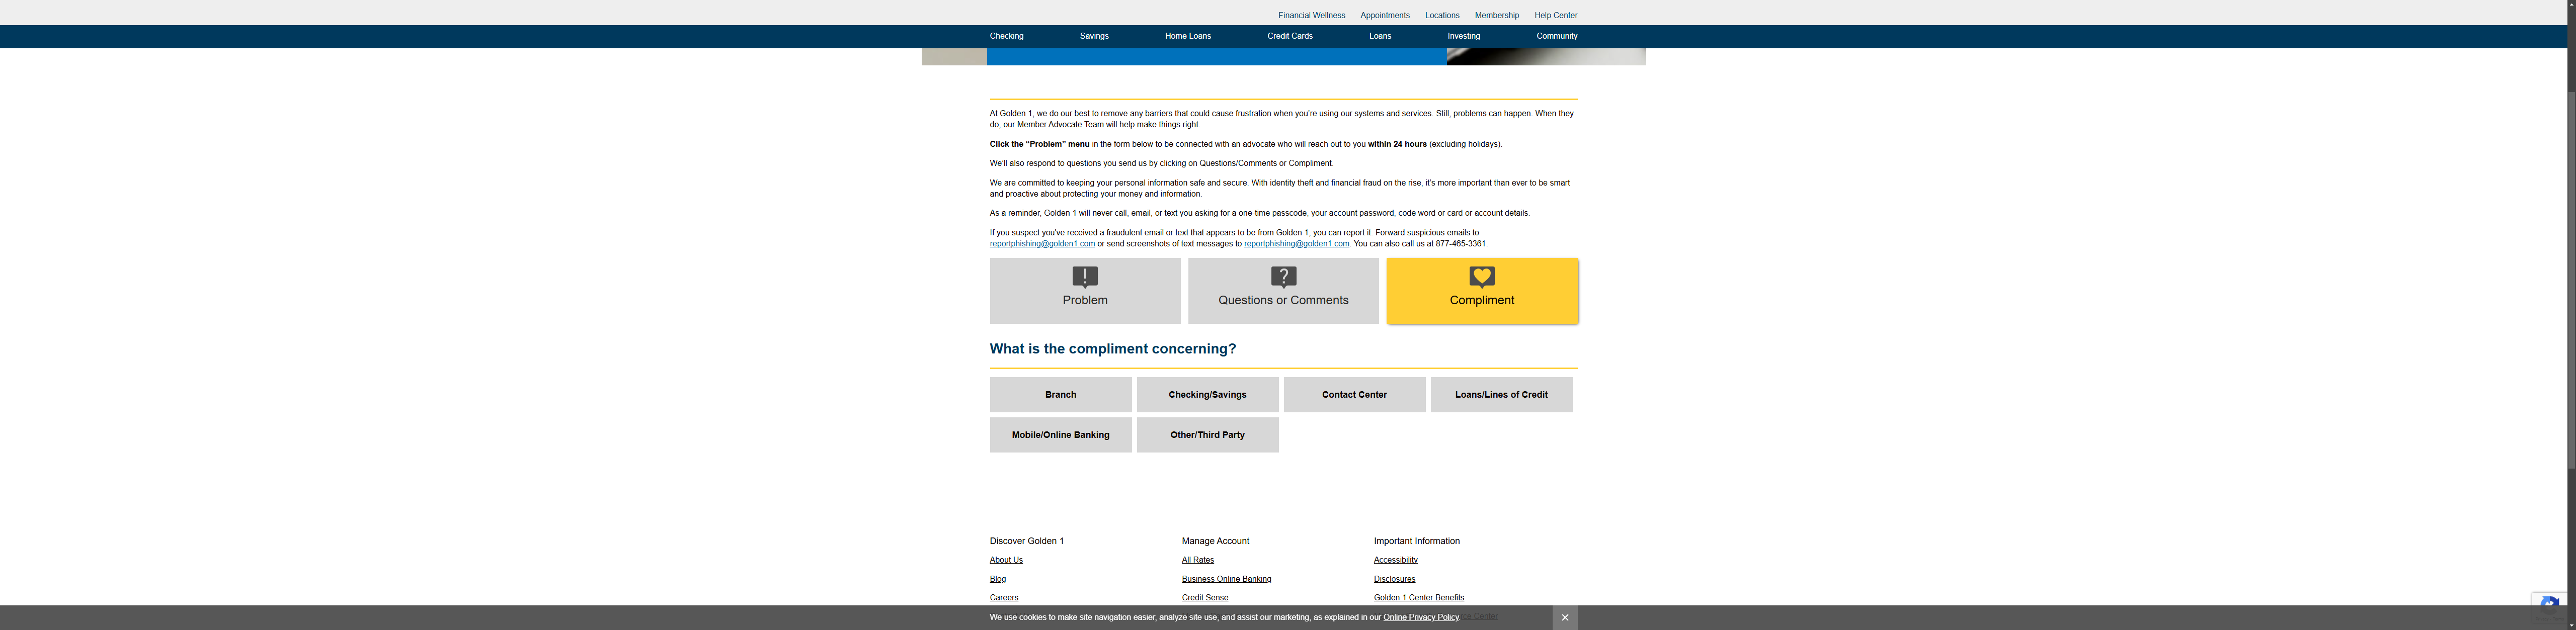 Financial Wellness Appointments Locations Membership Help Center
Checking Savings Home Loans Credit Cards Loans Investing Community
At Golden 1, we do our best to remove any barriers that could cause frustration when you’re using our systems and services. Still, problems can happen. When they
do, our Member Advocate Team will help make things right.
Click the “Problem” menu in the form below to be connected with an advocate who will reach out to you within 24 hours (excluding holidays).
We’ll also respond to questions you send us by clicking on Questions/Comments or Compliment.
We are committed to keeping your personal information safe and secure. With identity theft and financial fraud on the rise, it’s more important than ever to be smart
and proactive about protecting your money and information.
As a reminder, Golden 1 will never call, email, or text you asking for a one-time passcode, your account password, code word or card or account details.
If you suspect you've received a fraudulent email or text that appears to be from Golden 1, you can report it. Forward suspicious emails to
reportphishing@golden1.com or send screenshots of text messages to reportphishing@golden1.com. You can also call us at 877-465-3361.
Problem Questions or Comments Compliment
What is the compliment concerning?
Branch Checking/Savings Contact Center Loans/Lines of Credit
Mobile/Online Banking Other/Third Party
Discover Golden 1 Manage Account Important Information
About Us All Rates Accessibility
Blog Business Online Banking Disclosures
Careers Credit Sense Golden 1 Center Benefits
We use cookies to make site navigation easier, analyze site use, and assist our marketing, as explained in our Online Privacy Policy